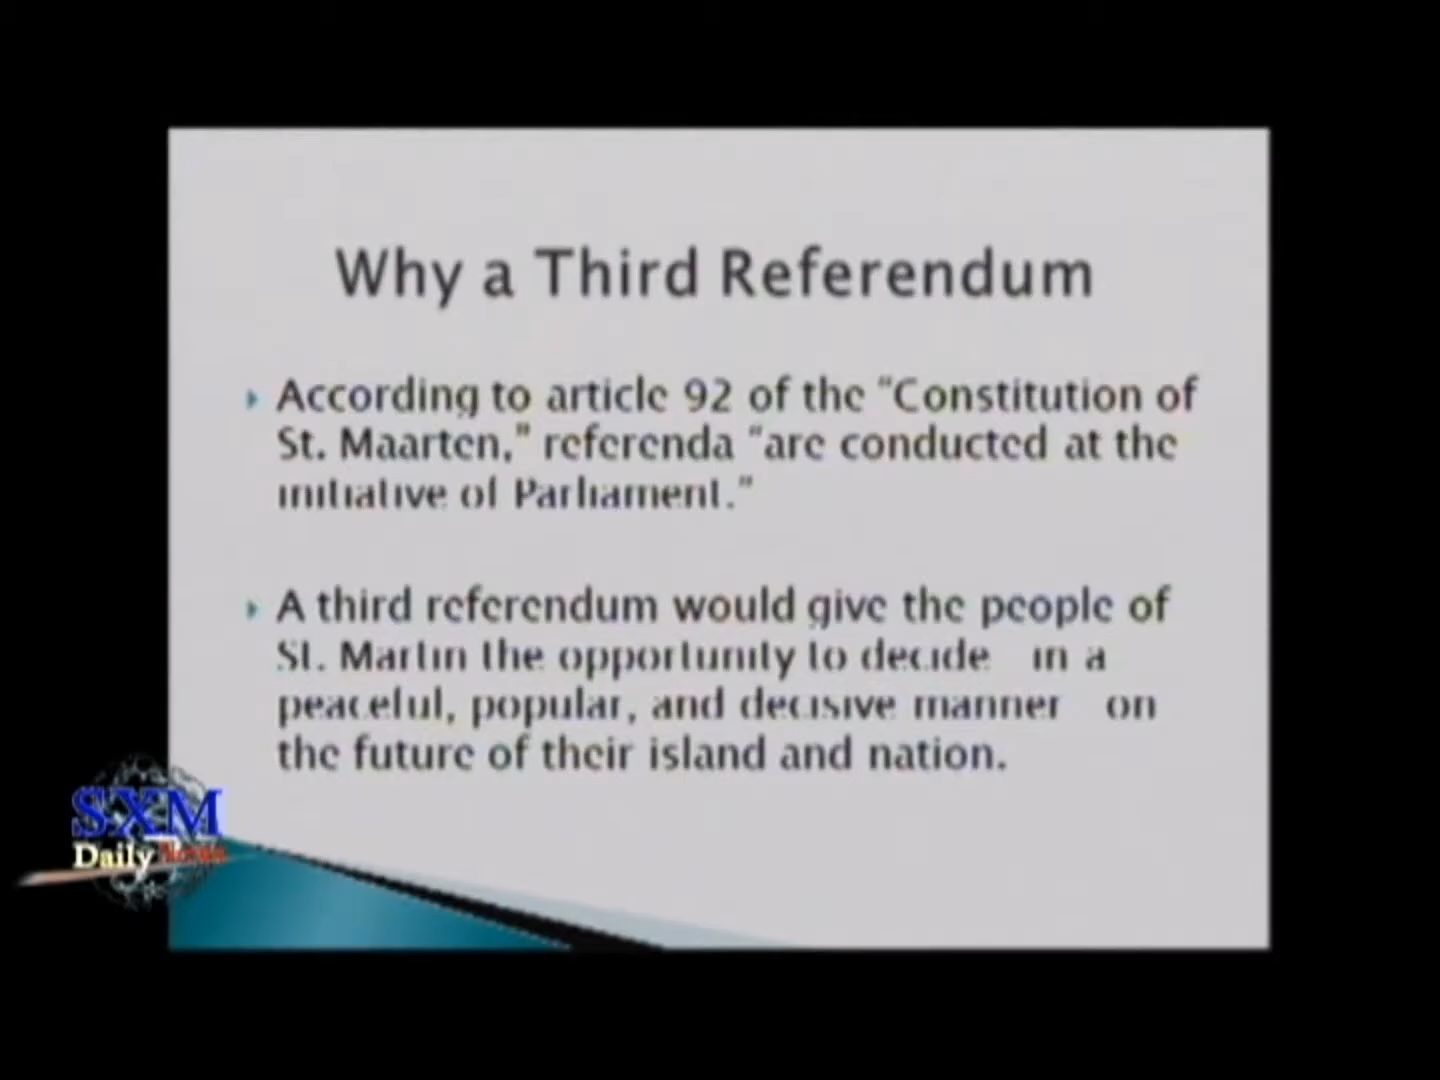 Why a Third Referendum
According to article 92 of the “Constitution of
St. Maarten,” referenda “are conducted at the
initiative of Parliament.”
A third referendum would give the people of
St. Martin the opportunity to decide in a
peaceful, popular, and decisive manner on
the future of their island and nation.
SXM
Daily News